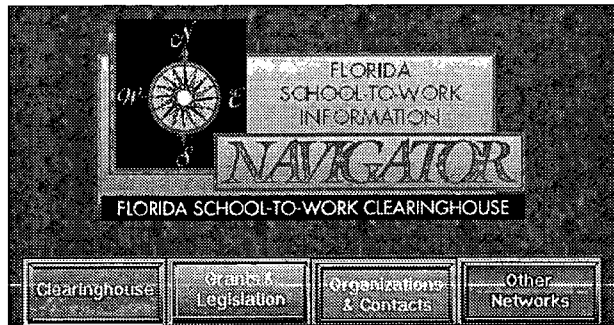 N
W
E
S
FLORIDA
SCHOOL-TO-WORK
INFORMATION
NAVIGATOR
FLORIDA SCHOOL-TO-WORK CLEARINGHOUSE
Clearinghouse
Grants &
Legislation
Organizations
& Contacts
Other
Networks